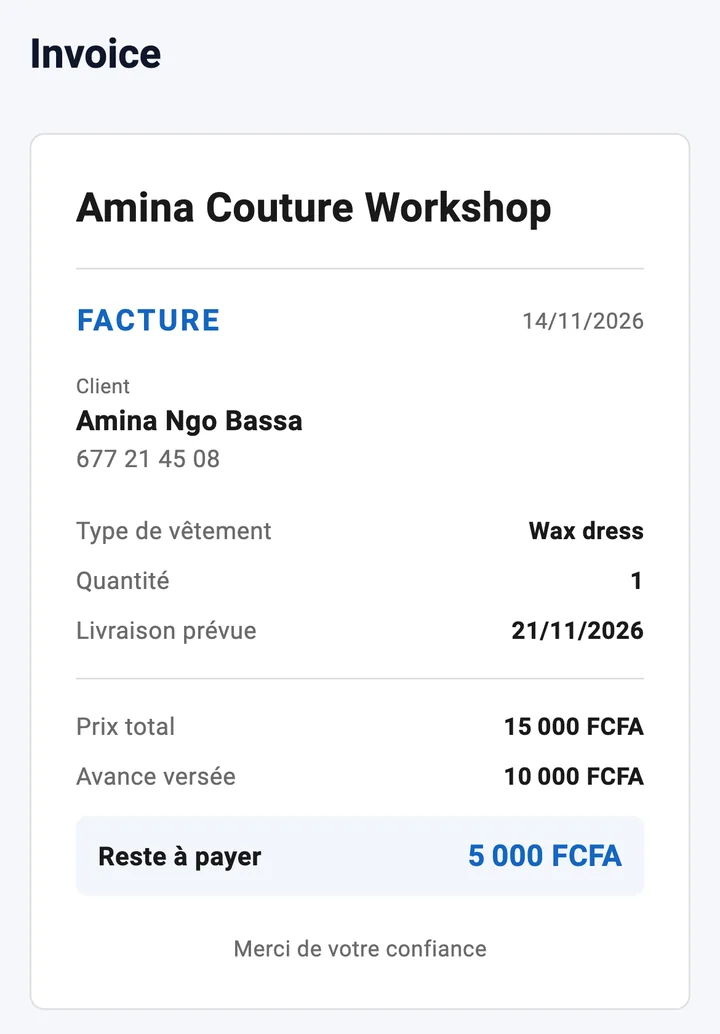 Invoice
Amina Couture Workshop
FACTURE 14/11/2026
Client
Amina Ngo Bassa
677 21 45 08
Type de vêtement Wax dress
Quantité 1
Livraison prévue 21/11/2026
Prix total 15 000 FCFA
Avance versée 10 000 FCFA
Reste à payer 5 000 FCFA
Merci de votre confiance